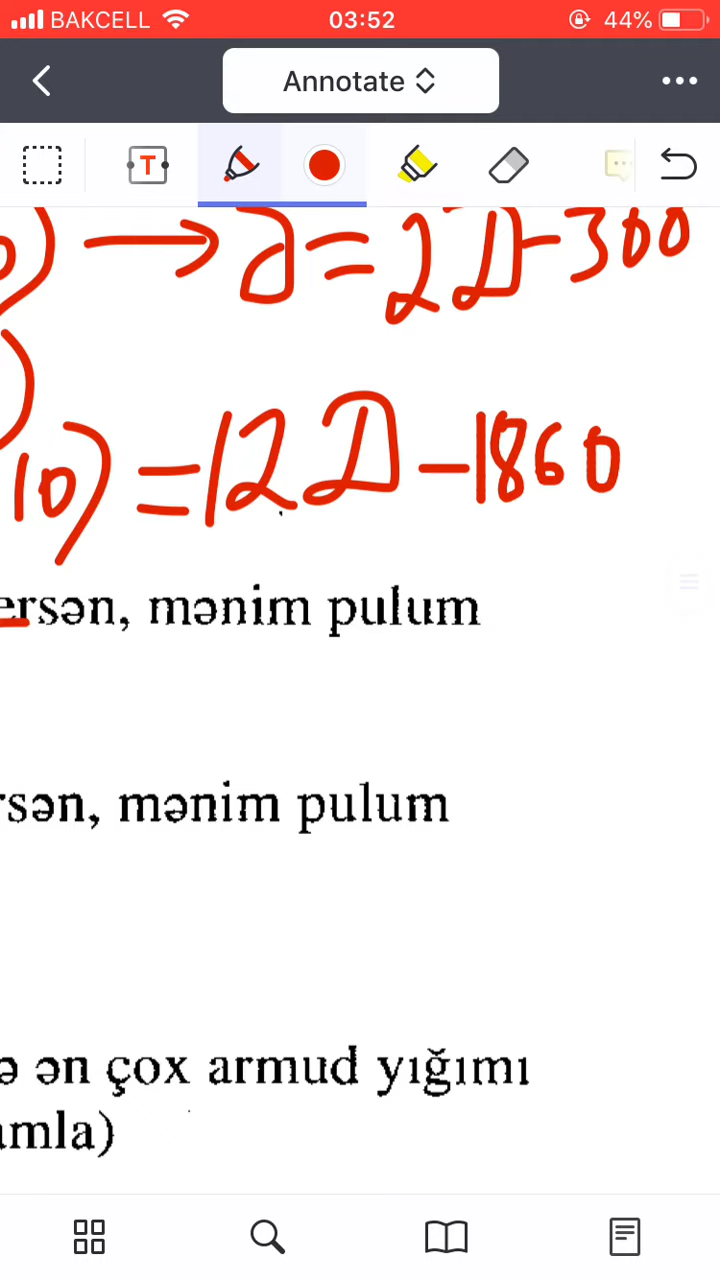 BAKCELL 03:52 44%
Annotate
) → a = 2D - 300
)
10) = 12D - 1860
ersən, mənim pulum
rsən, mənim pulum
ə ən çox armud yığımı
amla)